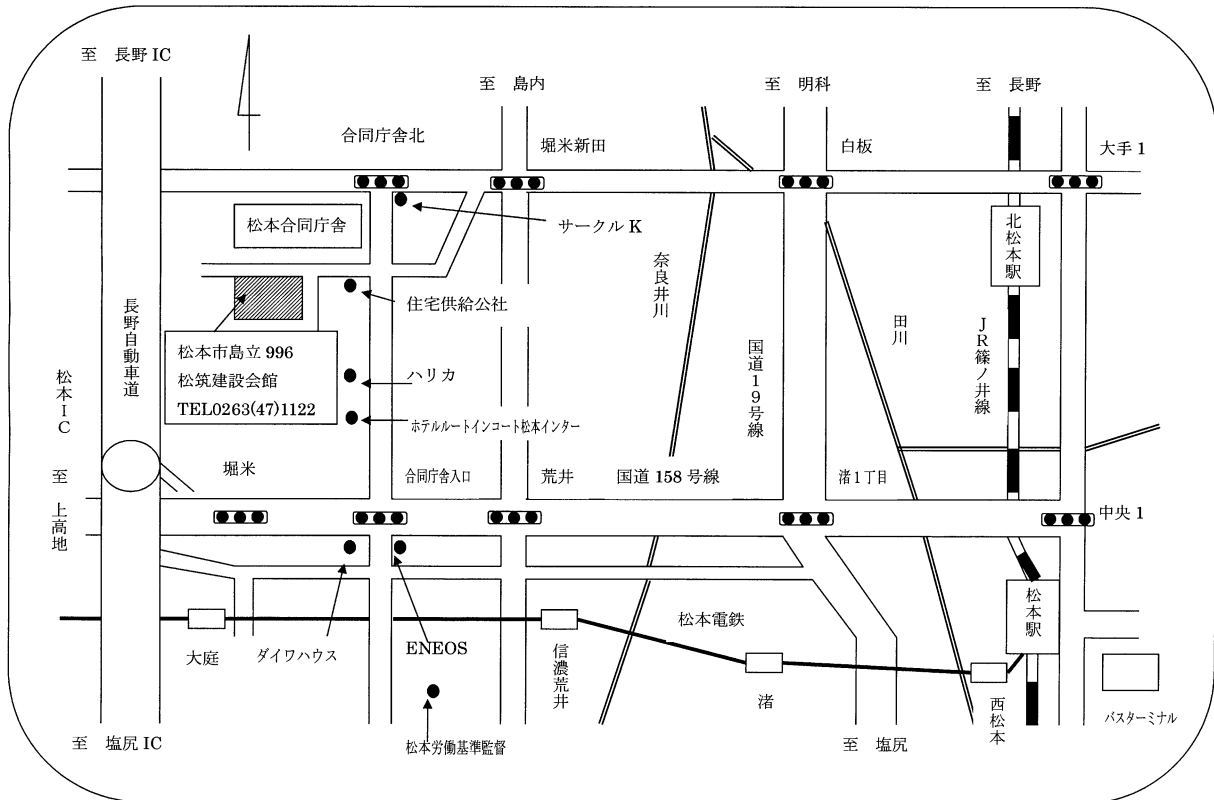 至 長野 IC
至 島内
至 明科
至 長野
合同庁舎北
堀米新田
白板
大手 1
松本合同庁舎
サークル K
北松本駅
奈良井川
住宅供給公社
長野自動車道
田川
JR篠ノ井線
国道19号線
松本市島立 996
松筑建設会館
TEL0263(47)1122
ハリカ
ホテルルートインコート松本インター
松本IC
堀米
合同庁舎入口
荒井
国道 158 号線
渚1丁目
至 上高地
中央 1
松本電鉄
松本駅
大庭
ダイワハウス
ENEOS
信濃荒井
渚
西松本
バスターミナル
至 塩尻 IC
松本労働基準監督
至 塩尻